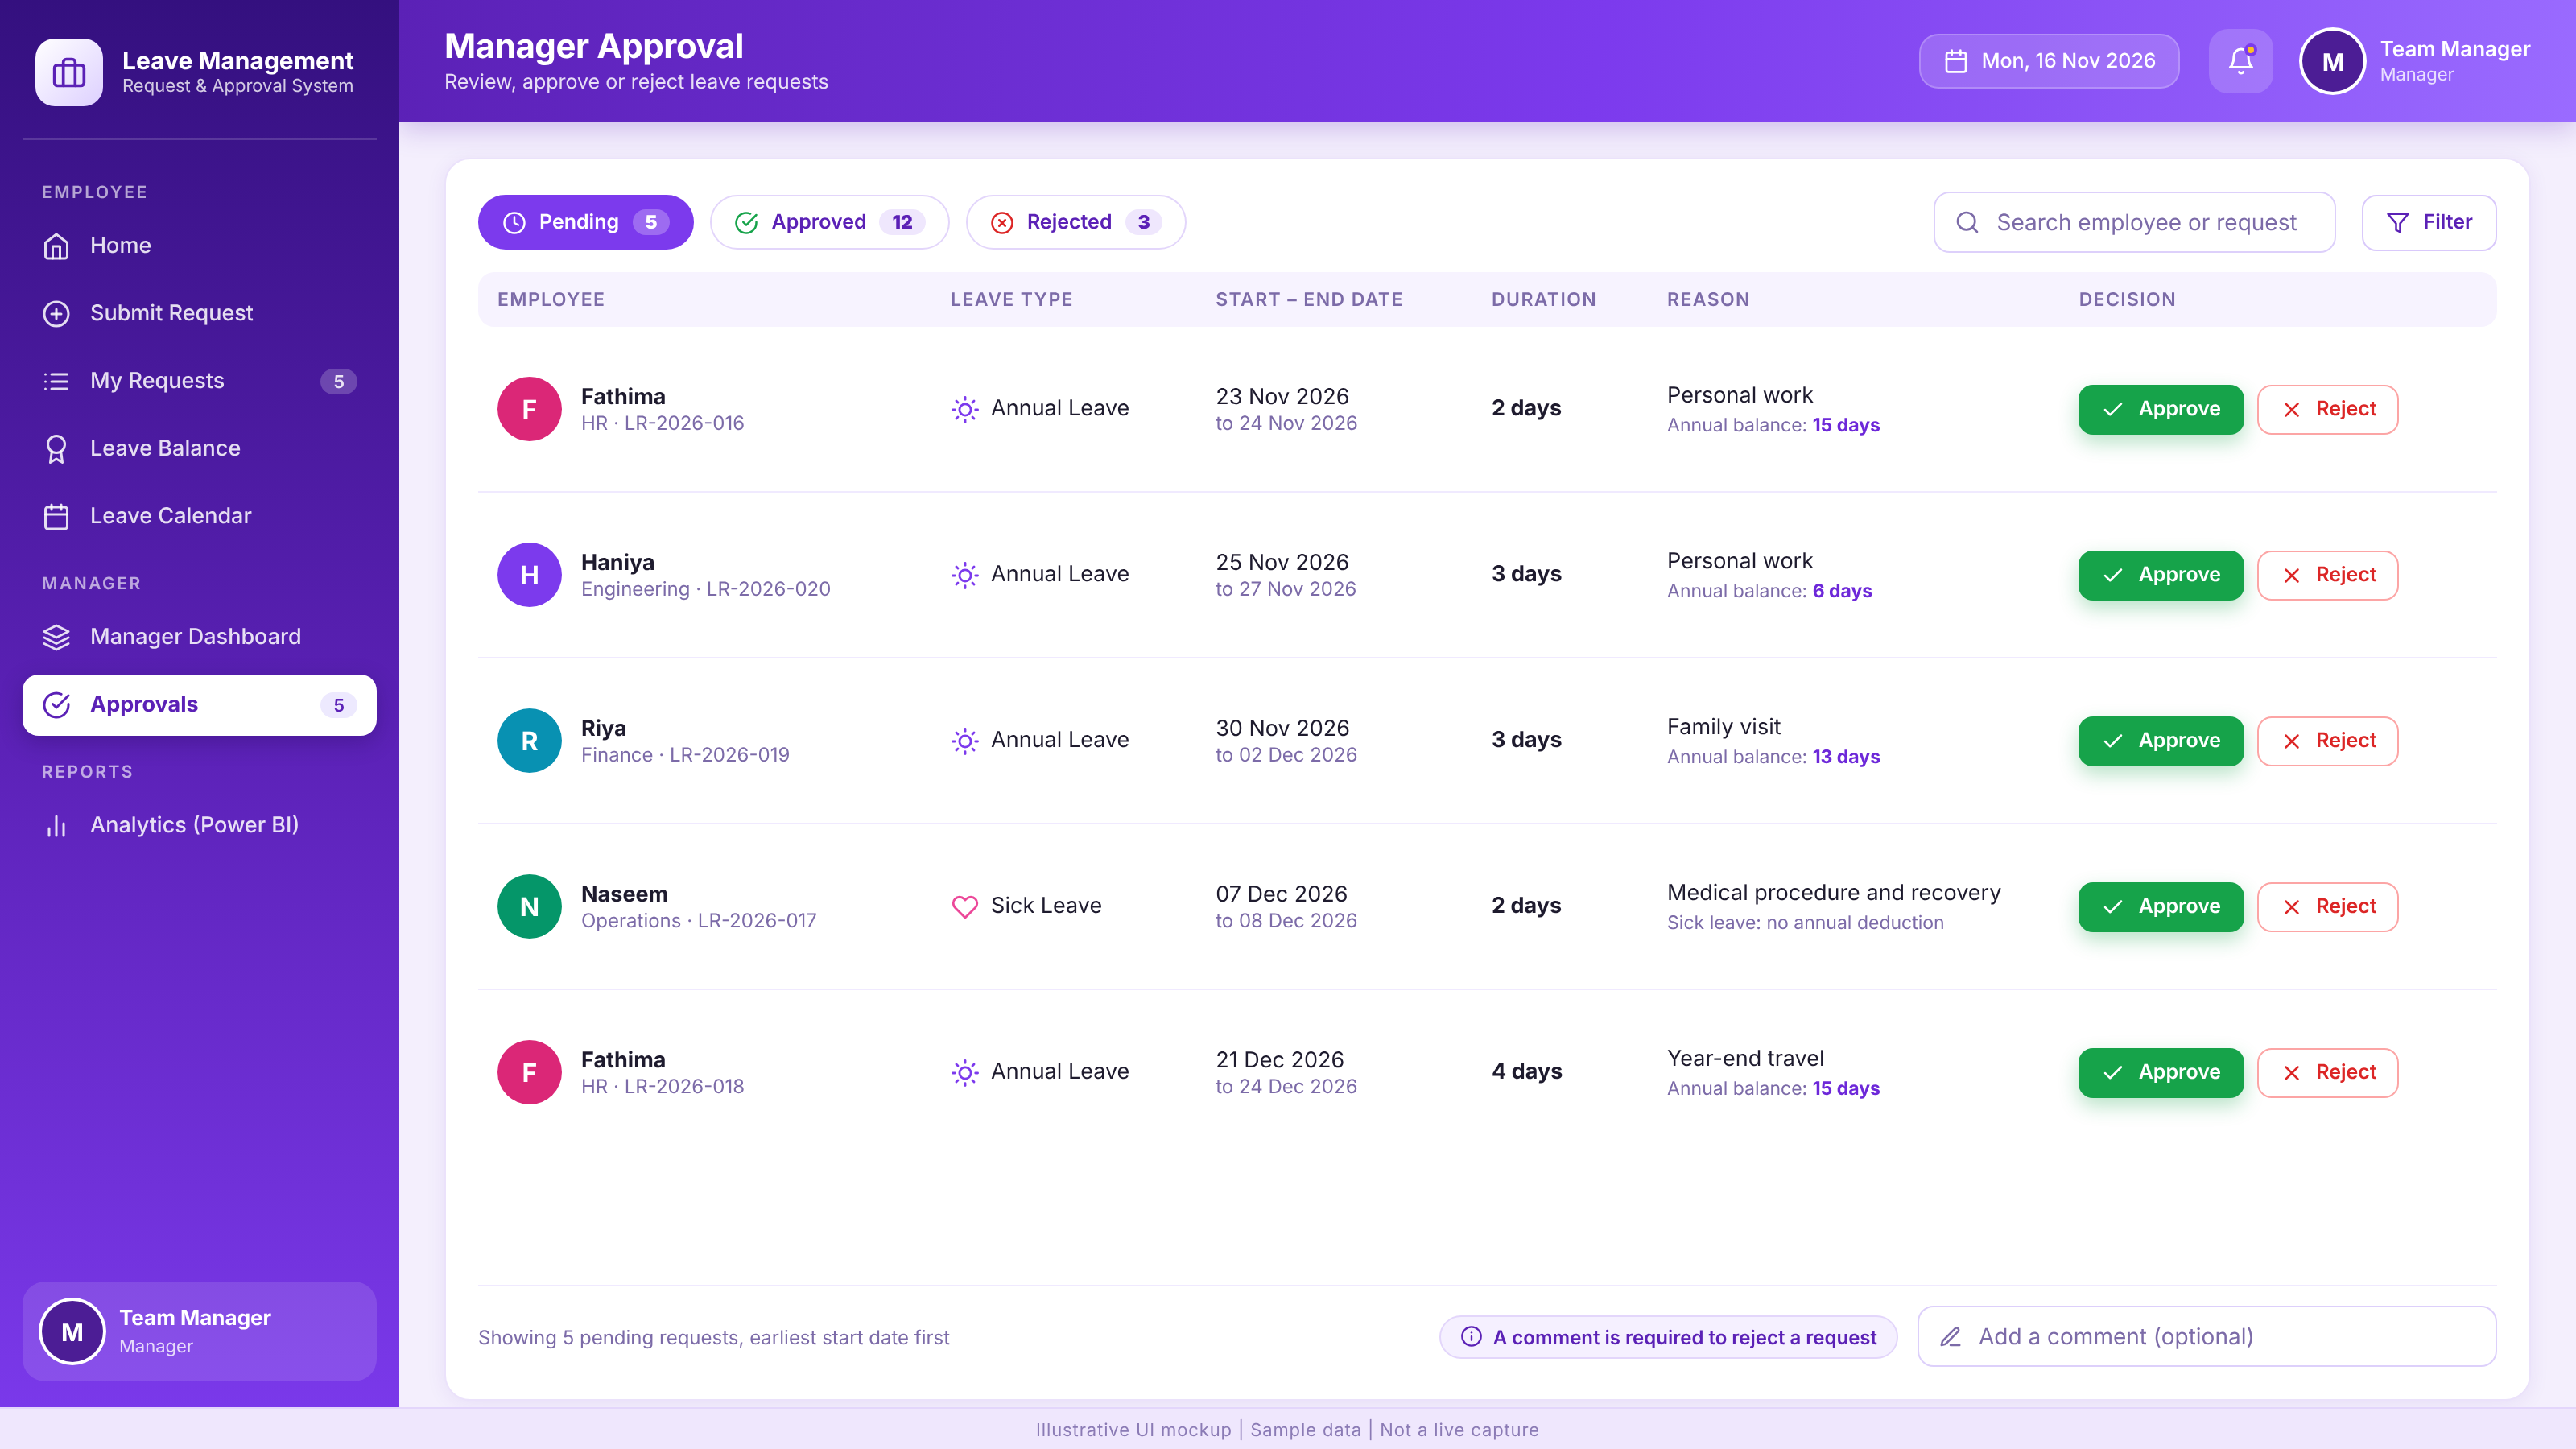 Leave Management
Request & Approval System
EMPLOYEE
Home
Submit Request
My Requests 5
Leave Balance
Leave Calendar
MANAGER
Manager Dashboard
Approvals 5
REPORTS
Analytics (Power BI)
M
Team Manager
Manager
Manager Approval
Review, approve or reject leave requests
Mon, 16 Nov 2026
M
Team Manager
Manager
Pending 5 Approved 12 Rejected 3 Search employee or request Filter
EMPLOYEE LEAVE TYPE START – END DATE DURATION REASON DECISION
F
Fathima
HR · LR-2026-016
Annual Leave
23 Nov 2026
to 24 Nov 2026
2 days
Personal work
Annual balance: 15 days
Approve Reject
H
Haniya
Engineering · LR-2026-020
Annual Leave
25 Nov 2026
to 27 Nov 2026
3 days
Personal work
Annual balance: 6 days
Approve Reject
R
Riya
Finance · LR-2026-019
Annual Leave
30 Nov 2026
to 02 Dec 2026
3 days
Family visit
Annual balance: 13 days
Approve Reject
N
Naseem
Operations · LR-2026-017
Sick Leave
07 Dec 2026
to 08 Dec 2026
2 days
Medical procedure and recovery
Sick leave: no annual deduction
Approve Reject
F
Fathima
HR · LR-2026-018
Annual Leave
21 Dec 2026
to 24 Dec 2026
4 days
Year-end travel
Annual balance: 15 days
Approve Reject
Showing 5 pending requests, earliest start date first
A comment is required to reject a request
Add a comment (optional)
Illustrative UI mockup | Sample data | Not a live capture